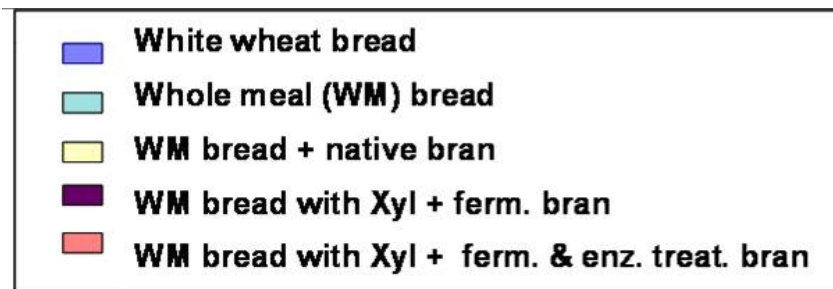 White wheat bread
Whole meal (WM) bread
WM bread + native bran
WM bread with Xyl + ferm. bran
WM bread with Xyl + ferm. & enz. treat. bran